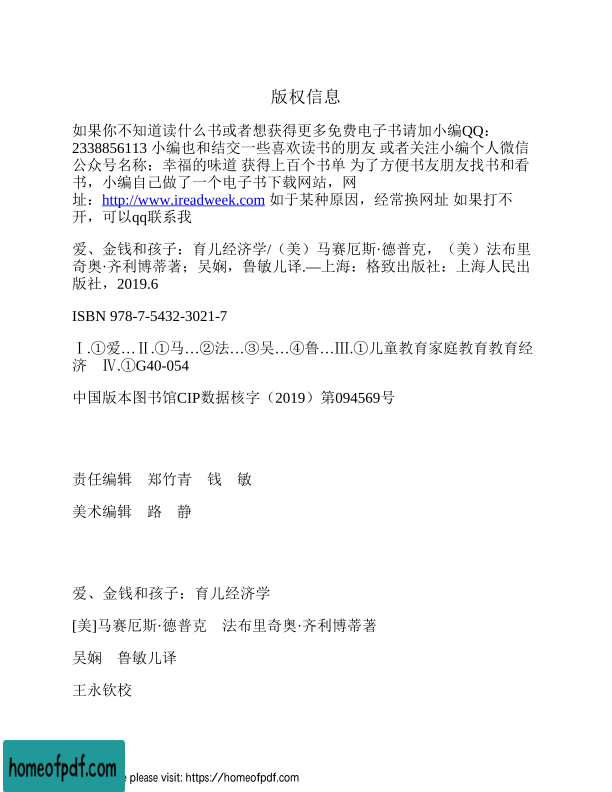 版权信息
如果你不知道读什么书或者想获得更多免费电子书请加小编QQ：
2338856113 小编也和结交一些喜欢读书的朋友 或者关注小编个人微信
公众号名称：幸福的味道 获得上百个书单 为了方便书友朋友找书和看
书，小编自己做了一个电子书下载网站，网
址：http://www.ireadweek.com 如于某种原因，经常换网址 如果打不
开，可以qq联系我
爱、金钱和孩子：育儿经济学/（美）马赛厄斯·德普克，（美）法布里
奇奥·齐利博蒂著；吴娴，鲁敏儿译.—上海：格致出版社：上海人民出
版社，2019.6
ISBN 978-7-5432-3021-7
Ⅰ.①爱…Ⅱ.①马…②法…③吴…④鲁…Ⅲ.①儿童教育家庭教育教育经
济　Ⅳ.①G40-054
中国版本图书馆CIP数据核字（2019）第094569号
责任编辑　郑竹青　钱　敏
美术编辑　路　静
爱、金钱和孩子：育儿经济学
[美]马赛厄斯·德普克　法布里奇奥·齐利博蒂著
吴娴　鲁敏儿译
王永钦校
homeofpdf.com
please visit: https://homeofpdf.com